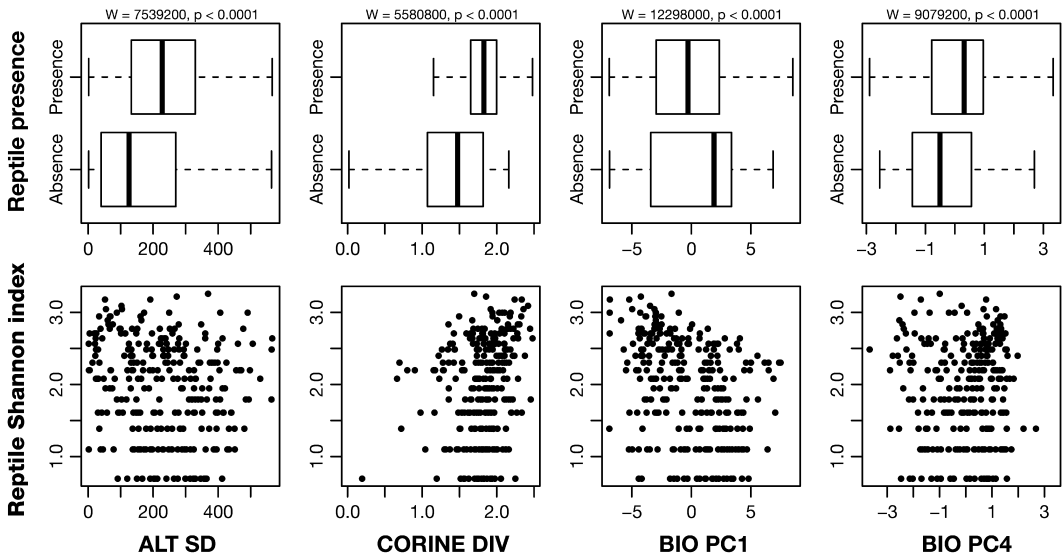 W = 7539200, p < 0.0001
W = 5580800, p < 0.0001
W = 12298000, p < 0.0001
W = 9079200, p < 0.0001
Reptile presence
Presence
Absence
Presence
Absence
Presence
Absence
Presence
Absence
0 200 400
0.0 1.0 2.0
−5 0 5
−3 −1 1 3
Reptile Shannon index
1.0 2.0 3.0
1.0 2.0 3.0
1.0 2.0 3.0
1.0 2.0 3.0
0 200 400
0.0 1.0 2.0
−5 0 5
−3 −1 1 3
ALT SD
CORINE DIV
BIO PC1
BIO PC4